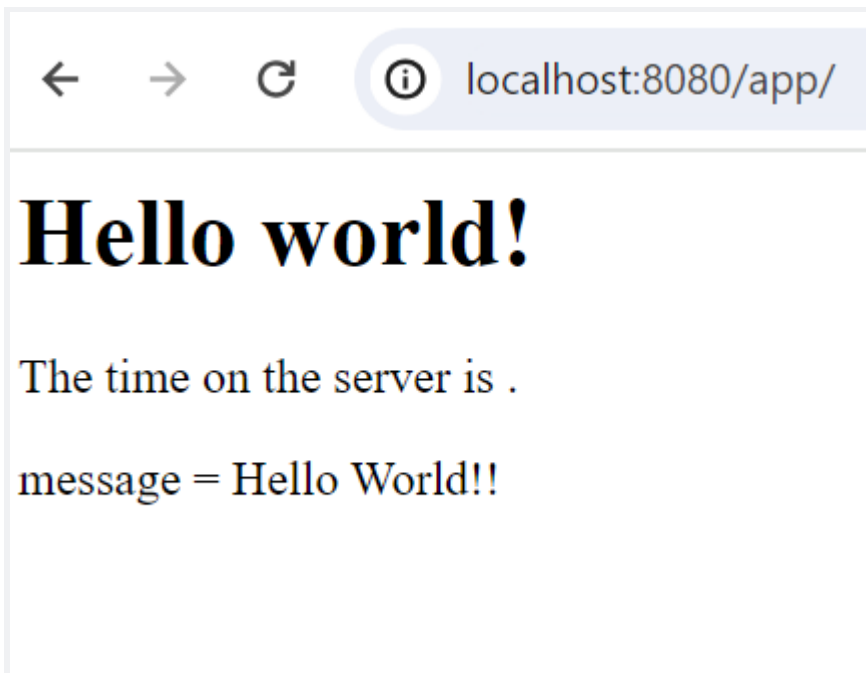 localhost:8080/app/
Hello world!
The time on the server is .
message = Hello World!!